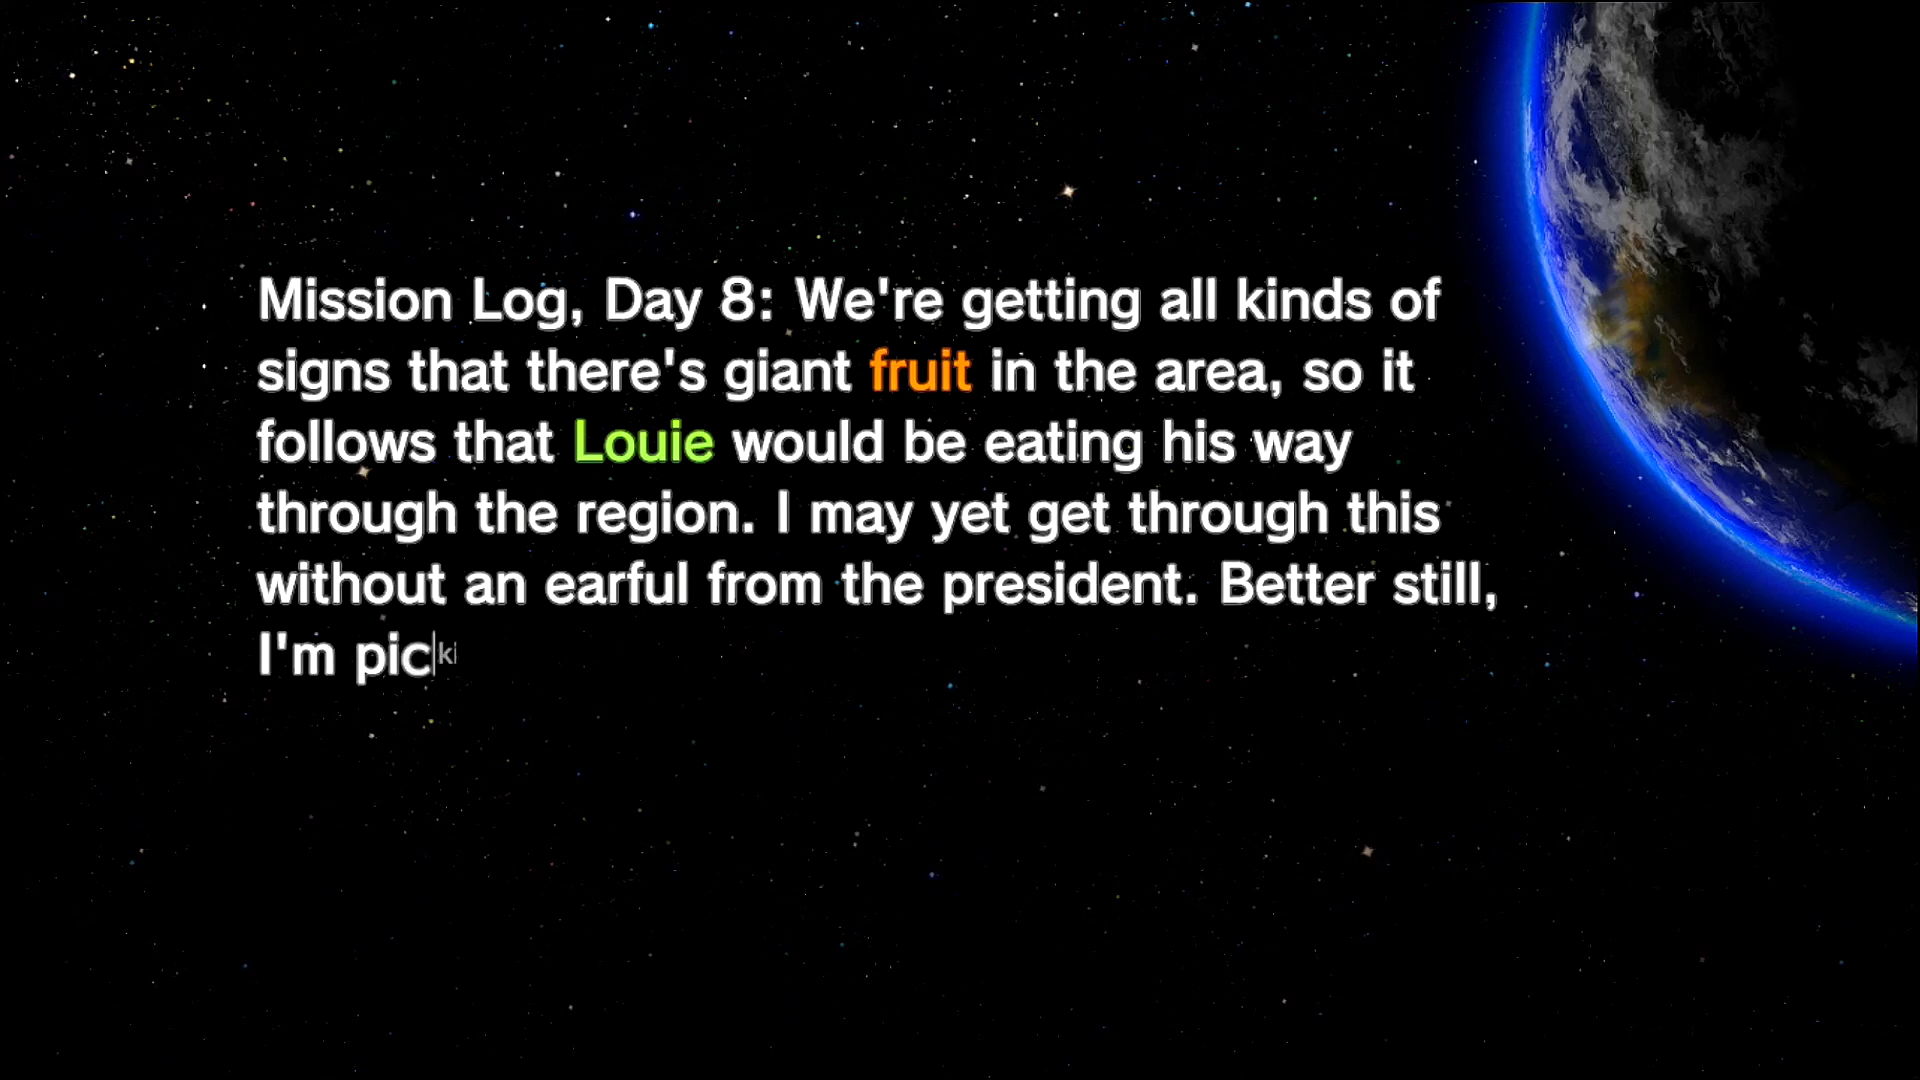 Mission Log, Day 8: We're getting all kinds of
signs that there's giant fruit in the area, so it
follows that Louie would be eating his way
through the region. I may yet get through this
without an earful from the president. Better still,
I'm picki